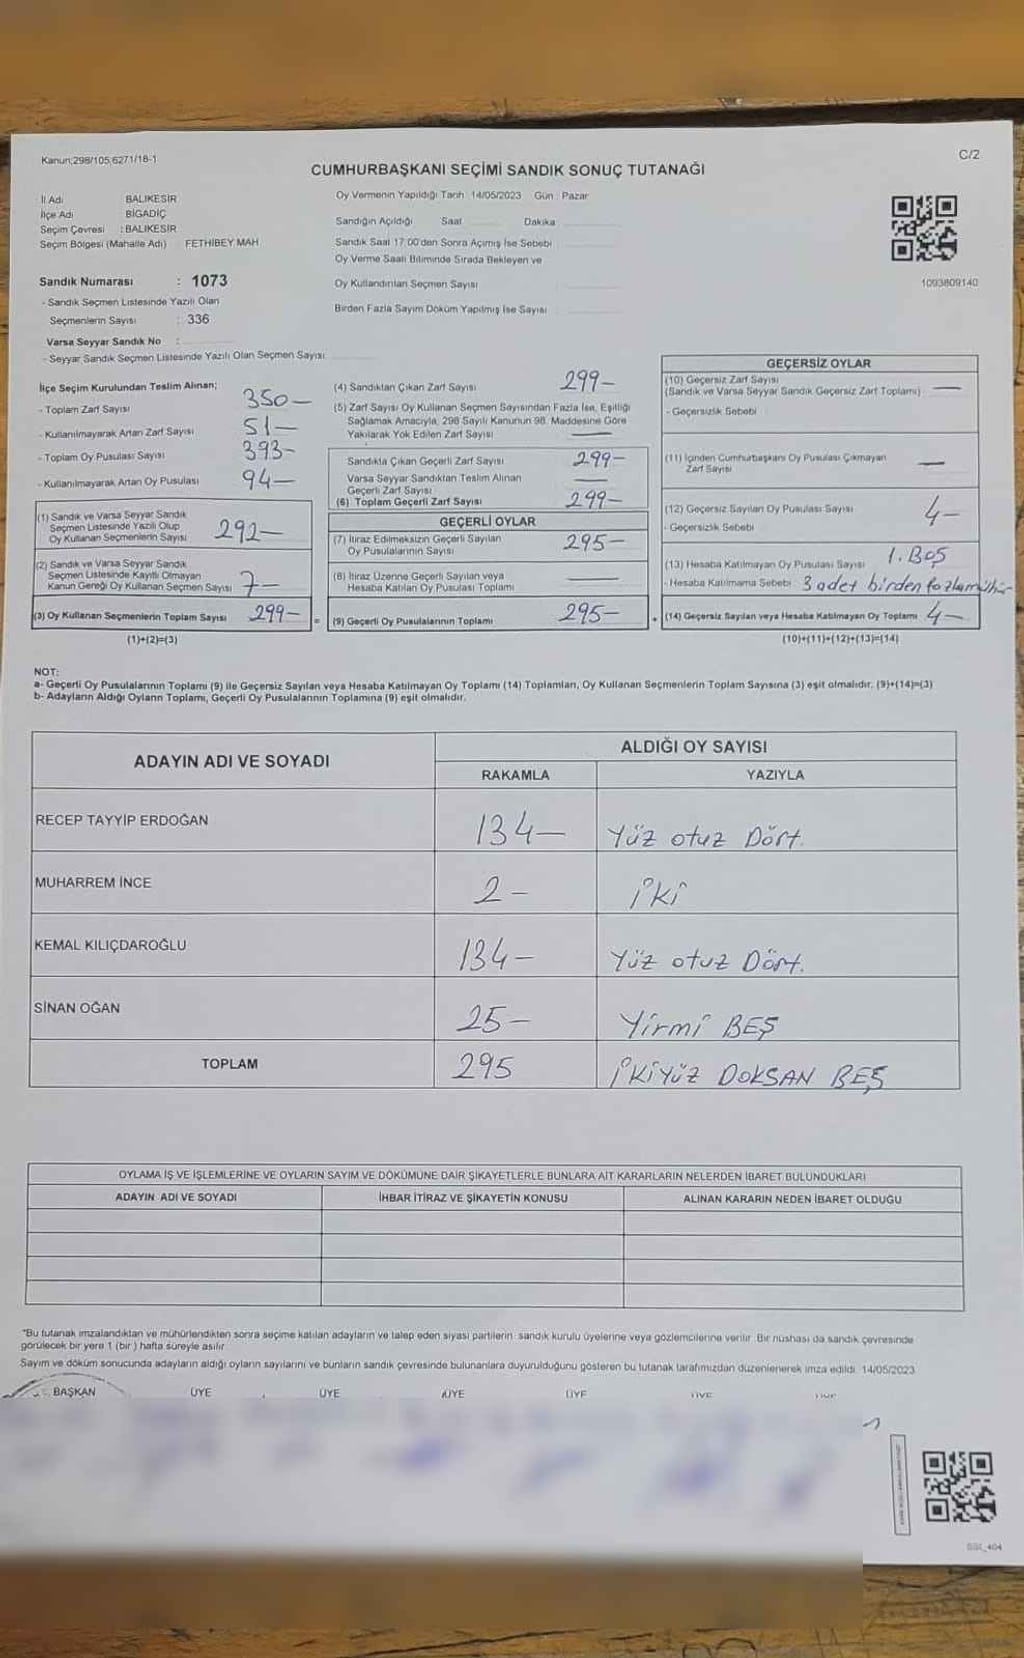 Kanun;298/105;6271/18-1
C/2
CUMHURBAŞKANI SEÇİMİ SANDIK SONUÇ TUTANAĞI
İl Adı BALIKESİR
İlçe Adı BİGADİÇ
Seçim Çevresi : BALIKESİR
Seçim Bölgesi (Mahalle Adı) FETHİBEY MAH
Oy Vermenin Yapıldığı Tarih 14/05/2023 Gün Pazar
Sandığın Açıldığı Saat Dakika
Sandık Saat 17:00'den Sonra Açımış İse Sebebi
Oy Verme Saati Bitiminde Sırada Bekleyen ve
Oy Kullandırılan Seçmen Sayısı
Birden Fazla Sayım Döküm Yapılmış İse Sayısı
1093809140
Sandık Numarası : 1073
- Sandık Seçmen Listesinde Yazılı Olan
Seçmenlerin Sayısı : 336
Varsa Seyyar Sandık No :
- Seyyar Sandık Seçmen Listesinde Yazılı Olan Seçmen Sayısı
İlçe Seçim Kurulundan Teslim Alınan;
- Toplam Zarf Sayısı 350—
- Kullanılmayarak Artan Zarf Sayısı 51—
- Toplam Oy Pusulası Sayısı 393-
- Kullanılmayarak Artan Oy Pusulası 94—
(1) Sandık ve Varsa Seyyar Sandık
Seçmen Listesinde Yazılı Olup
Oy Kullanan Seçmenlerin Sayısı 292—
(2) Sandık ve Varsa Seyyar Sandık
Seçmen Listesinde Kayıtlı Olmayan
Kanun Gereği Oy Kullanan Seçmen Sayısı 7—
(3) Oy Kullanan Seçmenlerin Toplam Sayısı 299—
(1)+(2)=(3)
(4) Sandıktan Çıkan Zarf Sayısı 299—
(5) Zarf Sayısı Oy Kullanan Seçmen Sayısından Fazla İse, Eşitliği
Sağlamak Amacıyla, 298 Sayılı Kanunun 98. Maddesine Göre
Yakılarak Yok Edilen Zarf Sayısı —
Sandıkta Çıkan Geçerli Zarf Sayısı 299—
Varsa Seyyar Sandıktan Teslim Alınan
Geçerli Zarf Sayısı —
(6) Toplam Geçerli Zarf Sayısı 299—
GEÇERLİ OYLAR
(7) İtiraz Edilmeksizin Geçerli Sayılan
Oy Pusulalarının Sayısı 295—
(8) İtiraz Üzerine Geçerli Sayılan veya
Hesaba Katılan Oy Pusulası Toplamı —
= (9) Geçerli Oy Pusulalarının Toplamı 295—
GEÇERSİZ OYLAR
(10) Geçersiz Zarf Sayısı
(Sandık ve Varsa Seyyar Sandık Geçersiz Zarf Toplamı) —
- Geçersizlik Sebebi
(11) İçinden Cumhurbaşkanı Oy Pusulası Çıkmayan
Zarf Sayısı —
(12) Geçersiz Sayılan Oy Pusulası Sayısı 4—
- Geçersizlik Sebebi
(13) Hesaba Katılmayan Oy Pusulası Sayısı 1. BOŞ
- Hesaba Katılmama Sebebi : 3 adet birden fazla mühür
+ (14) Geçersiz Sayılan veya Hesaba Katılmayan Oy Toplamı 4—
(10)+(11)+(12)+(13)=(14)
NOT:
a- Geçerli Oy Pusulalarının Toplamı (9) ile Geçersiz Sayılan veya Hesaba Katılmayan Oy Toplamı (14) Toplamları, Oy Kullanan Seçmenlerin Toplam Sayısına (3) eşit olmalıdır. (9)+(14)=(3)
b- Adayların Aldığı Oyların Toplamı, Geçerli Oy Pusulalarının Toplamına (9) eşit olmalıdır.
ADAYIN ADI VE SOYADI
ALDIĞI OY SAYISI
RAKAMLA YAZIYLA
RECEP TAYYİP ERDOĞAN 134— Yüz otuz Dört.
MUHARREM İNCE 2- iki
KEMAL KILIÇDAROĞLU 134— Yüz otuz Dört.
SİNAN OĞAN 25— Yirmi BEŞ
TOPLAM 295 İKİYÜZ DOKSAN BEŞ
OYLAMA İŞ VE İŞLEMLERİNE VE OYLARIN SAYIM VE DÖKÜMÜNE DAİR ŞİKAYETLERLE BUNLARA AİT KARARLARIN NELERDEN İBARET BULUNDUKLARI
ADAYIN ADI VE SOYADI İHBAR İTİRAZ VE ŞİKAYETİN KONUSU ALINAN KARARIN NEDEN İBARET OLDUĞU
*Bu tutanak imzalandıktan ve mühürlendikten sonra seçime katılan adayların ve talep eden siyasi partilerin sandık kurulu üyelerine veya gözlemcilerine verilir. Bir nüshası da sandık çevresinde
görülecek bir yere 1 (bir) hafta süreyle asılır
Sayım ve döküm sonucunda adayların aldığı oyların sayılarını ve bunların sandık çevresinde bulunanlara duyurulduğunu gösteren bu tutanak tarafımızdan düzenlenerek imza edildi. 14/05/2023
BAŞKAN ÜYE ÜYE ÜYE ÜYE ÜYE